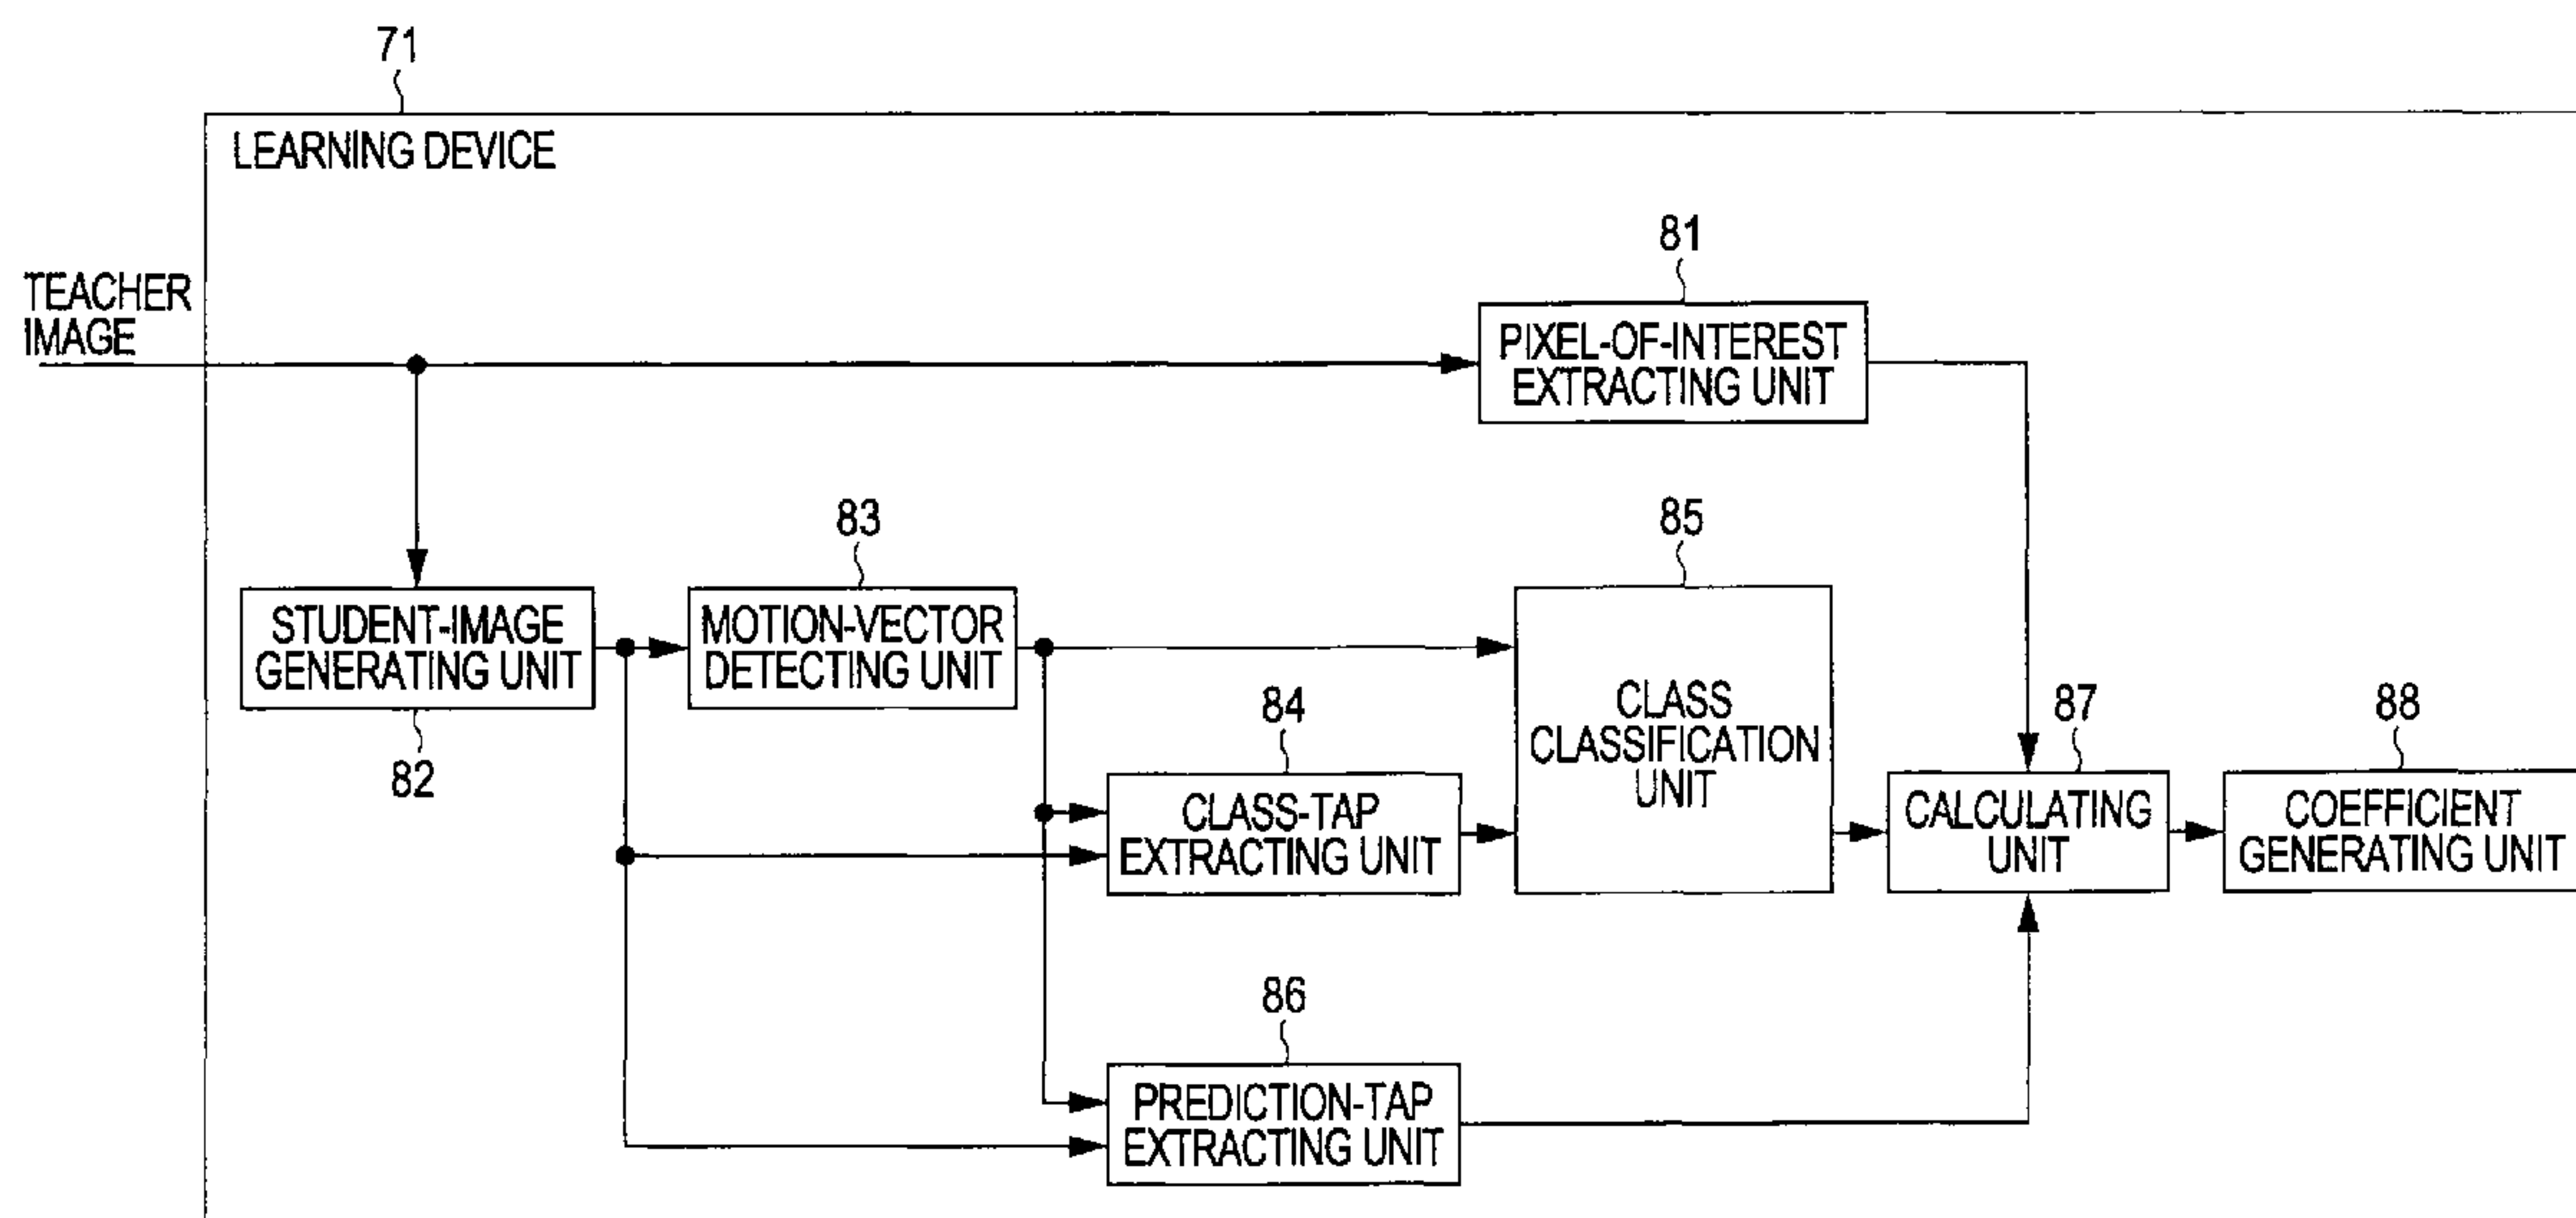 71
LEARNING DEVICE
81
TEACHER
IMAGE
PIXEL-OF-INTEREST
EXTRACTING UNIT
83
85
STUDENT-IMAGE
GENERATING UNIT
MOTION-VECTOR
DETECTING UNIT
82
84
CLASS
CLASSIFICATION
UNIT
87
88
CLASS-TAP
EXTRACTING UNIT
CALCULATING
UNIT
COEFFICIENT
GENERATING UNIT
86
PREDICTION-TAP
EXTRACTING UNIT